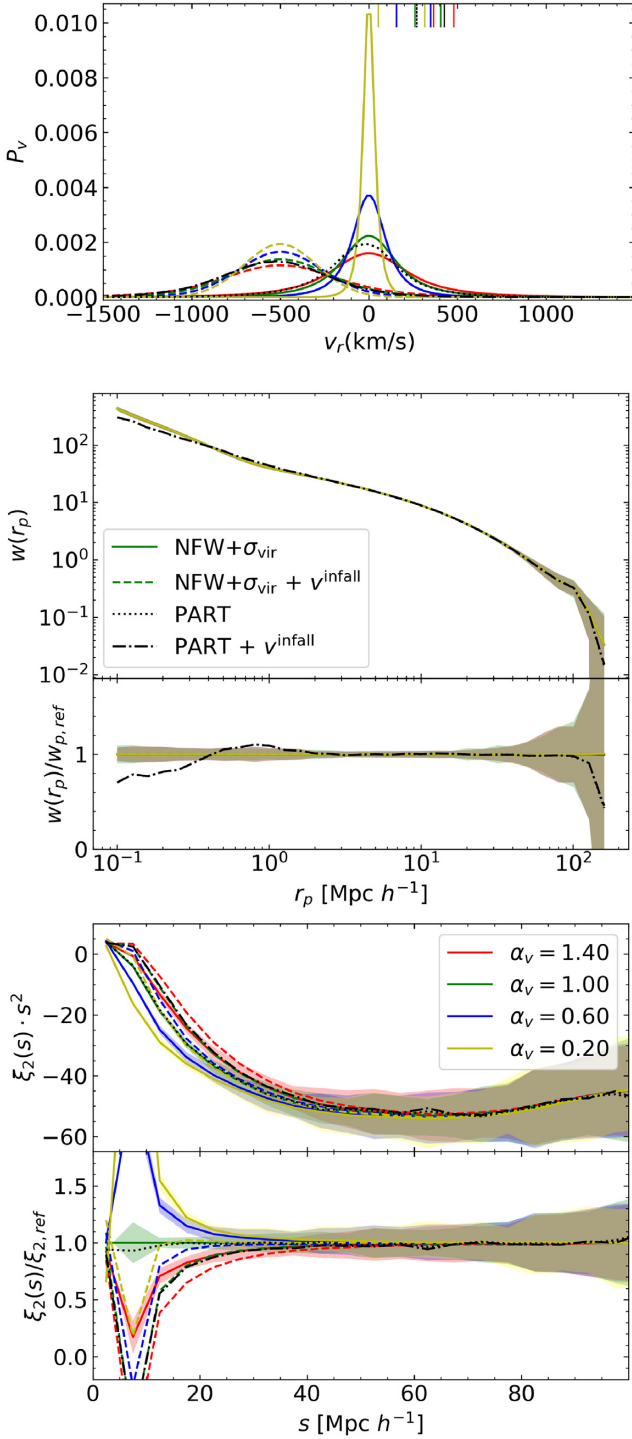 0.010
0.008
0.006
0.004
0.002
0.000
P_v
−1500 −1000 −500 0 500 1000
v_r(km/s)
10^2
10^0
10^−1
10^−2
w(r_p)
NFW+σ_vir
NFW+σ_vir + v^infall
PART
PART + v^infall
1
0
w(r_p)/w_p,ref
10^−1 10^0 10^1 10^2
r_p [Mpc h^−1]
0
−20
−40
−60
ξ_2(s) · s^2
α_v = 1.40
α_v = 1.00
α_v = 0.60
α_v = 0.20
1.5
1.0
0.5
0.0
ξ_2(s)/ξ_2,ref
0 20 40 60 80
s [Mpc h^−1]